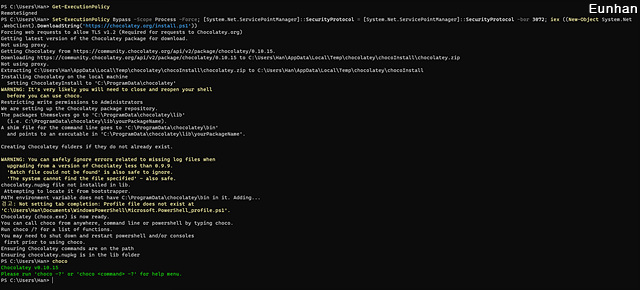 Eunhan
PS C:\Users\Han> Get-ExecutionPolicy
RemoteSigned
PS C:\Users\Han> Set-ExecutionPolicy Bypass -Scope Process -Force; [System.Net.ServicePointManager]::SecurityProtocol = [System.Net.ServicePointManager]::SecurityProtocol -bor 3072; iex ((New-Object System.Net
.WebClient).DownloadString('https://chocolatey.org/install.ps1'))
Forcing web requests to allow TLS v1.2 (Required for requests to Chocolatey.org)
Getting latest version of the Chocolatey package for download.
Not using proxy.
Getting Chocolatey from https://community.chocolatey.org/api/v2/package/chocolatey/0.10.15.
Downloading https://community.chocolatey.org/api/v2/package/chocolatey/0.10.15 to C:\Users\Han\AppData\Local\Temp\chocolatey\chocoInstall\chocolatey.zip
Not using proxy.
Extracting C:\Users\Han\AppData\Local\Temp\chocolatey\chocoInstall\chocolatey.zip to C:\Users\Han\AppData\Local\Temp\chocolatey\chocoInstall
Installing Chocolatey on the local machine
Setting ChocolateyInstall to 'C:\ProgramData\chocolatey'
WARNING: It's very likely you will need to close and reopen your shell
before you can use choco.
Restricting write permissions to Administrators
We are setting up the Chocolatey package repository.
The packages themselves go to 'C:\ProgramData\chocolatey\lib'
(i.e. C:\ProgramData\chocolatey\lib\yourPackageName).
A shim file for the command line goes to 'C:\ProgramData\chocolatey\bin'
and points to an executable in 'C:\ProgramData\chocolatey\lib\yourPackageName'.
Creating Chocolatey folders if they do not already exist.
WARNING: You can safely ignore errors related to missing log files when
upgrading from a version of Chocolatey less than 0.9.9.
'Batch file could not be found' is also safe to ignore.
'The system cannot find the file specified' - also safe.
chocolatey.nupkg file not installed in lib.
Attempting to locate it from bootstrapper.
PATH environment variable does not have C:\ProgramData\chocolatey\bin in it. Adding...
경고: Not setting tab completion: Profile file does not exist at
'C:\Users\Han\Documents\WindowsPowerShell\Microsoft.PowerShell_profile.ps1'.
Chocolatey (choco.exe) is now ready.
You can call choco from anywhere, command line or powershell by typing choco.
Run choco /? for a list of functions.
You may need to shut down and restart powershell and/or consoles
first prior to using choco.
Ensuring Chocolatey commands are on the path
Ensuring chocolatey.nupkg is in the lib folder
PS C:\Users\Han> choco
Chocolatey v0.10.15
Please run 'choco -?' or 'choco <command> -?' for help menu.
PS C:\Users\Han>